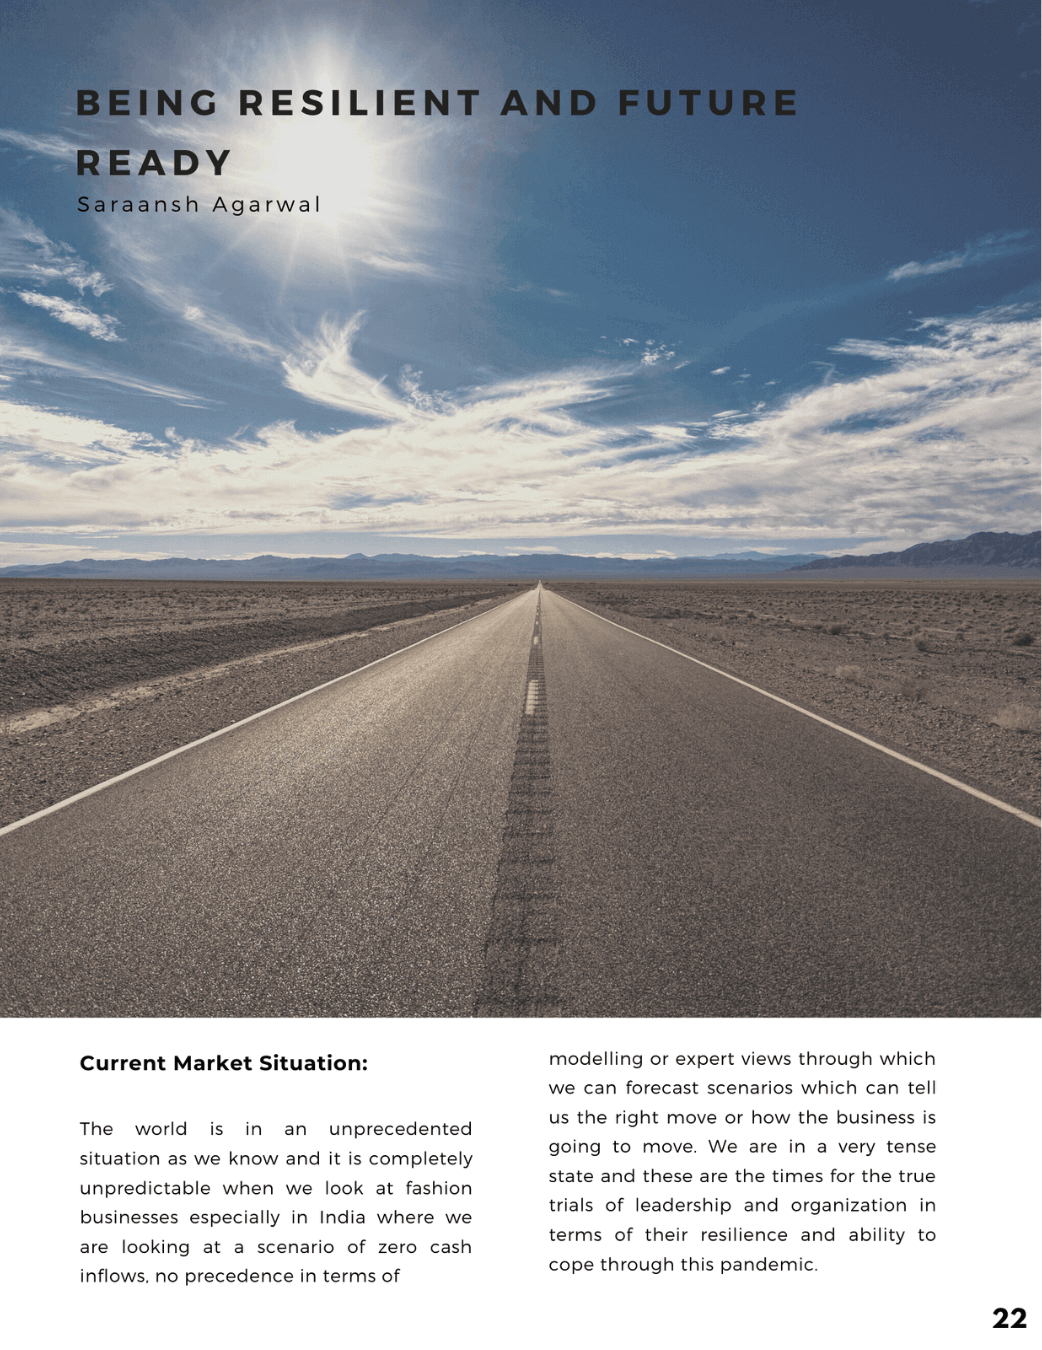 BEING RESILIENT AND FUTURE
READY
Saraansh Agarwal
Current Market Situation:
The world is in an unprecedented
situation as we know and it is completely
unpredictable when we look at fashion
businesses especially in India where we
are looking at a scenario of zero cash
inflows, no precedence in terms of
modelling or expert views through which
we can forecast scenarios which can tell
us the right move or how the business is
going to move. We are in a very tense
state and these are the times for the true
trials of leadership and organization in
terms of their resilience and ability to
cope through this pandemic.
22